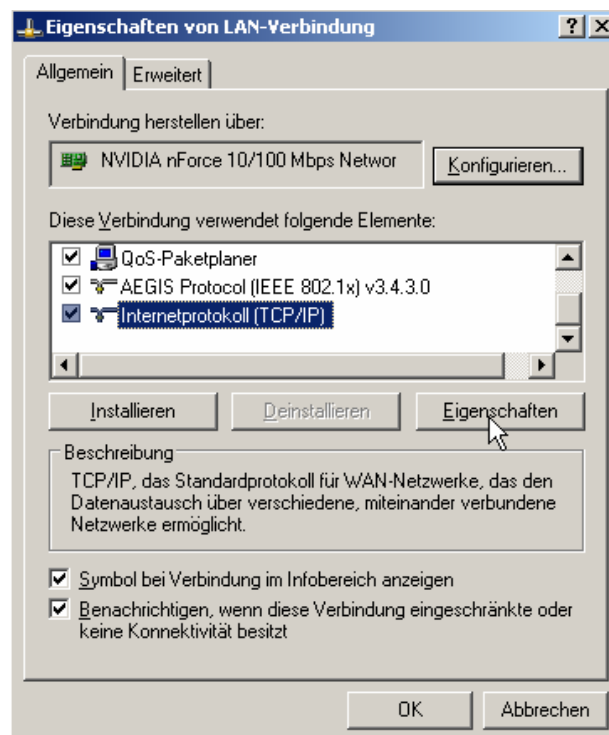 Eigenschaften von LAN-Verbindung
Allgemein
Erweitert
Verbindung herstellen über:
NVIDIA nForce 10/100 Mbps Networ
Konfigurieren...
Diese Verbindung verwendet folgende Elemente:
QoS-Paketplaner
AEGIS Protocol (IEEE 802.1x) v3.4.3.0
Internetprotokoll (TCP/IP)
Installieren
Deinstallieren
Eigenschaften
Beschreibung
TCP/IP, das Standardprotokoll für WAN-Netzwerke, das den
Datenaustausch über verschiedene, miteinander verbundene
Netzwerke ermöglicht.
Symbol bei Verbindung im Infobereich anzeigen
Benachrichtigen, wenn diese Verbindung eingeschränkte oder
keine Konnektivität besitzt
OK
Abbrechen